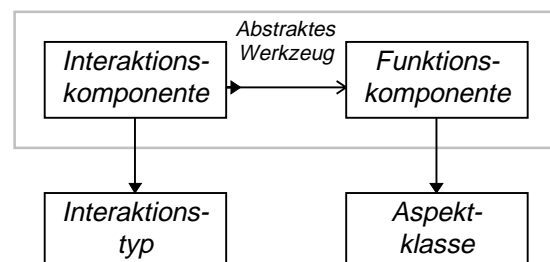 Abstraktes
Werkzeug
Interaktions-
komponente
Funktions-
komponente
Interaktions-
typ
Aspekt-
klasse